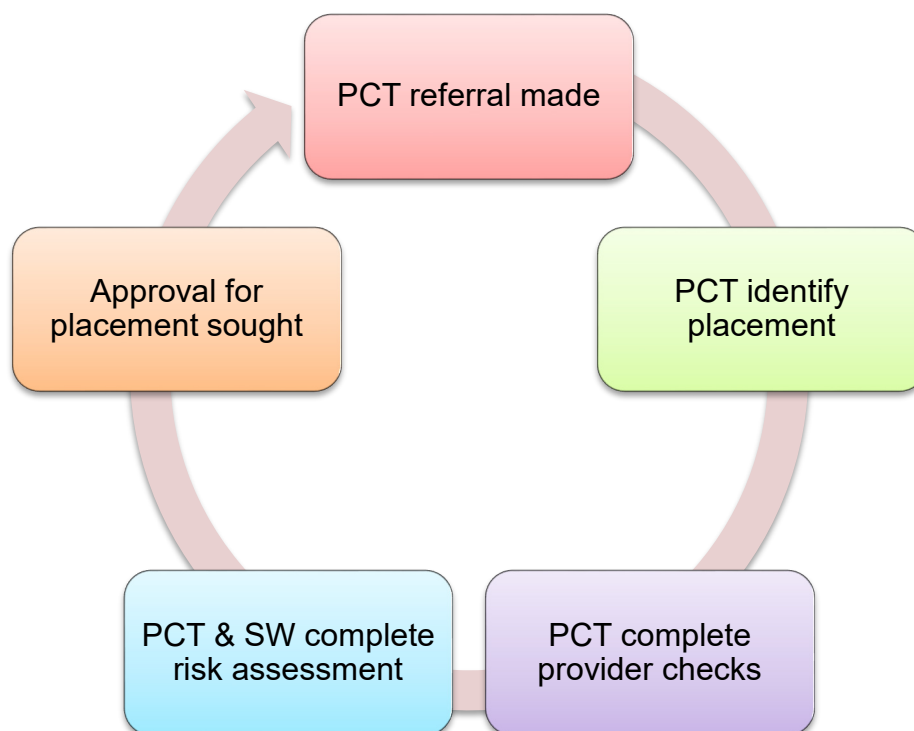 PCT referral made
PCT identify
placement
PCT complete
provider checks
PCT & SW complete
risk assessment
Approval for
placement sought